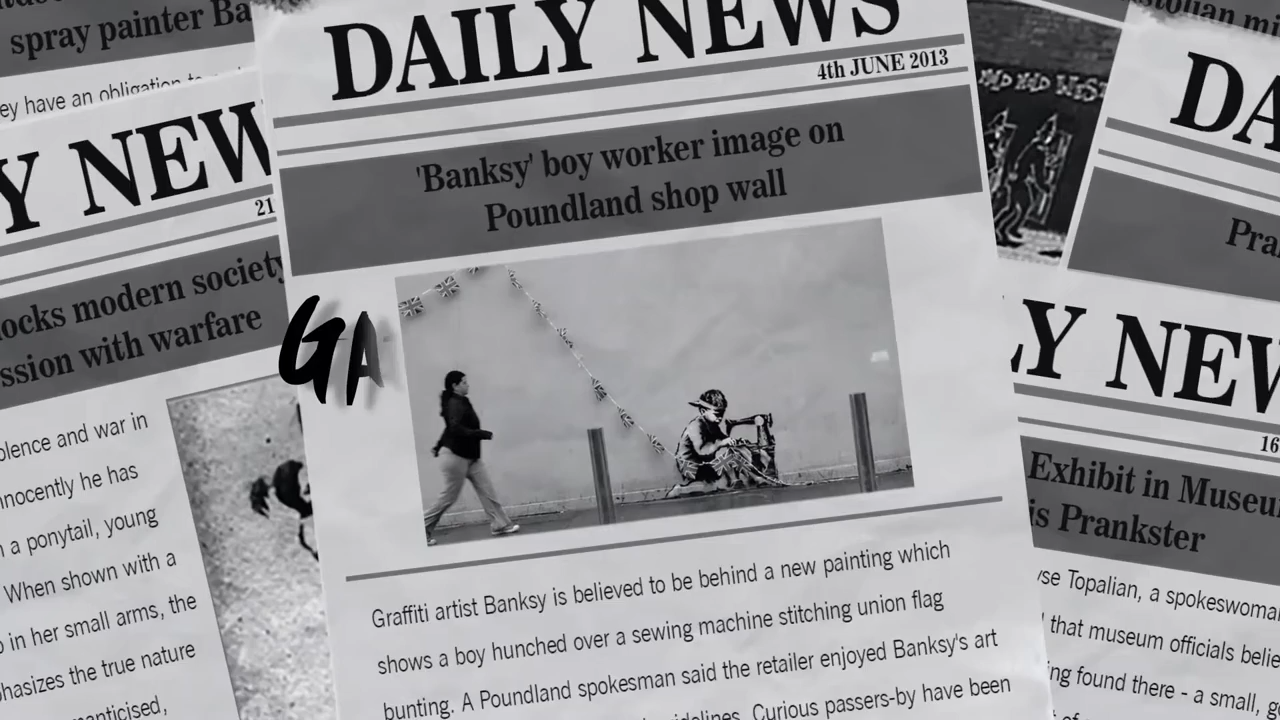 spray painter
ey have an obligation
Y NEW
21
ocks modern society
ssion with warfare
olence and war in
nnocently he has
a ponytail, young
When shown with a
o in her small arms, the
phasizes the true nature
manticised,
DAILY NEWS
4th JUNE 2013
'Banksy' boy worker image on
Poundland shop wall
GA
Graffiti artist Banksy is believed to be behind a new painting which
shows a boy hunched over a sewing machine stitching union flag
bunting. A Poundland spokesman said the retailer enjoyed Banksy's art
Curious passers-by have been
DA
Pra
LY NEW
16
Exhibit in Museu
is Prankster
yse Topalian, a spokeswoma
that museum officials belie
ing found there - a small, g